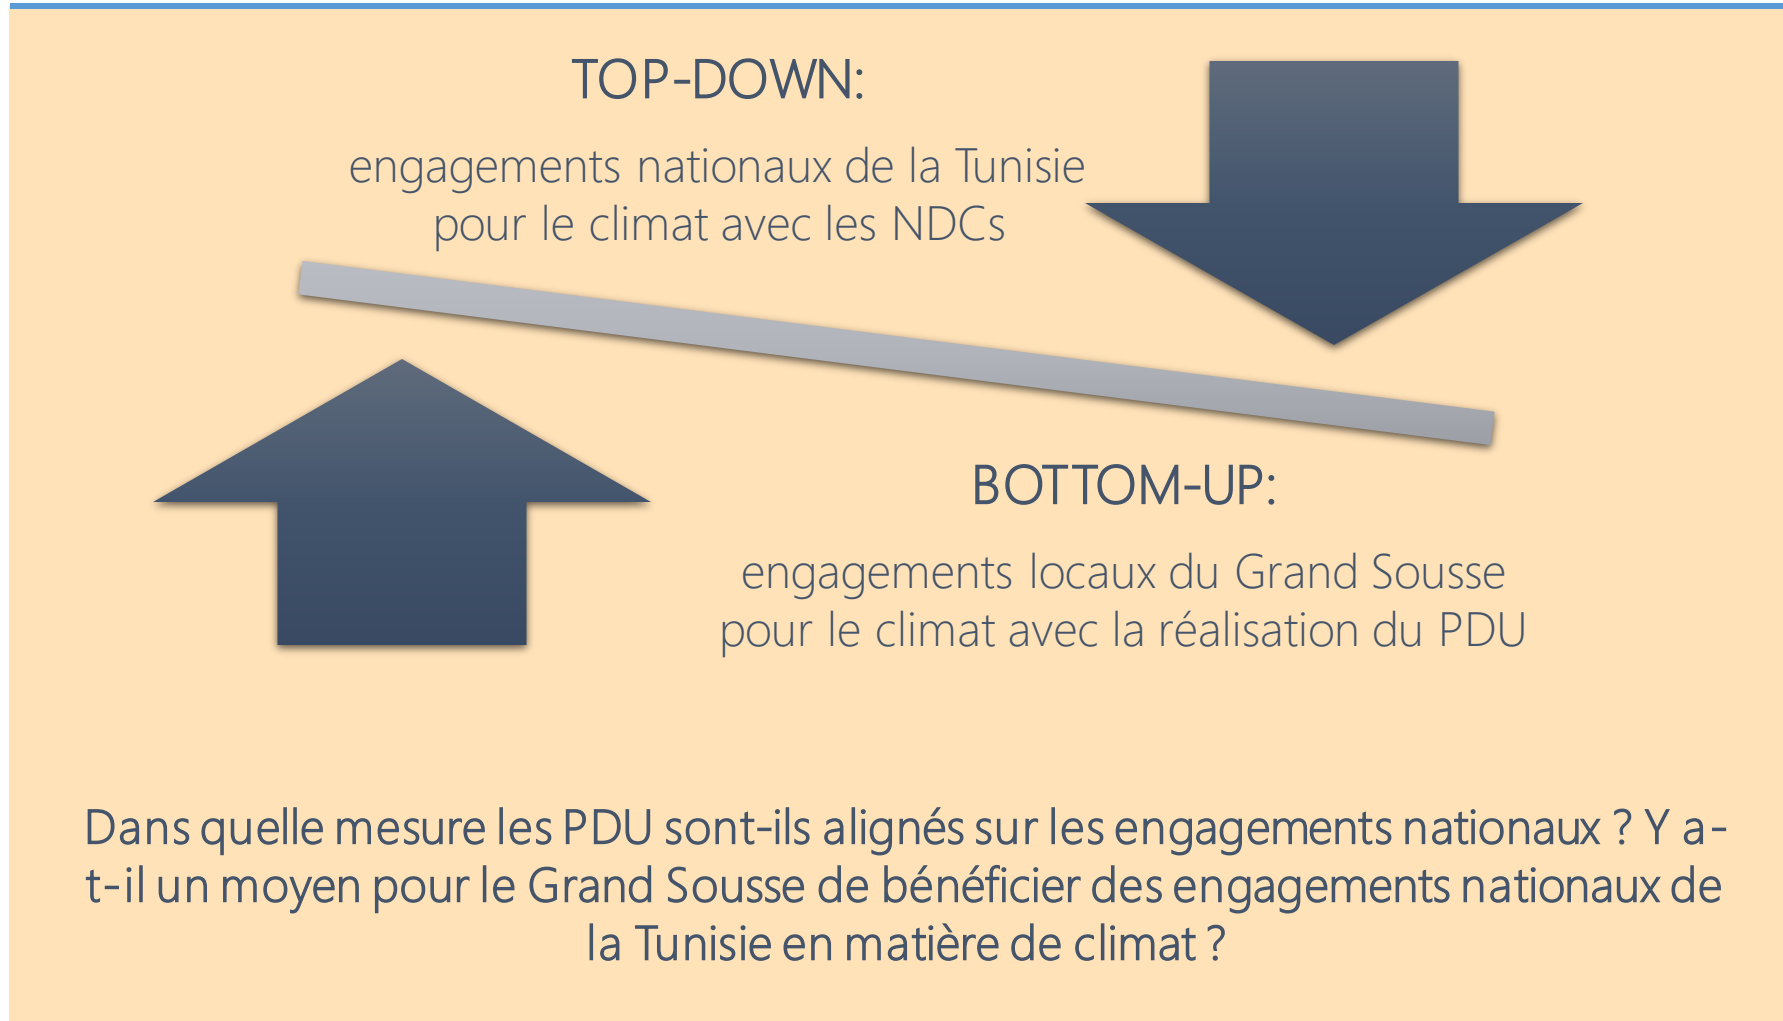 TOP-DOWN:
engagements nationaux de la Tunisie
pour le climat avec les NDCs
BOTTOM-UP:
engagements locaux du Grand Sousse
pour le climat avec la réalisation du PDU
Dans quelle mesure les PDU sont-ils alignés sur les engagements nationaux ? Y a-
t-il un moyen pour le Grand Sousse de bénéficier des engagements nationaux de
la Tunisie en matière de climat ?